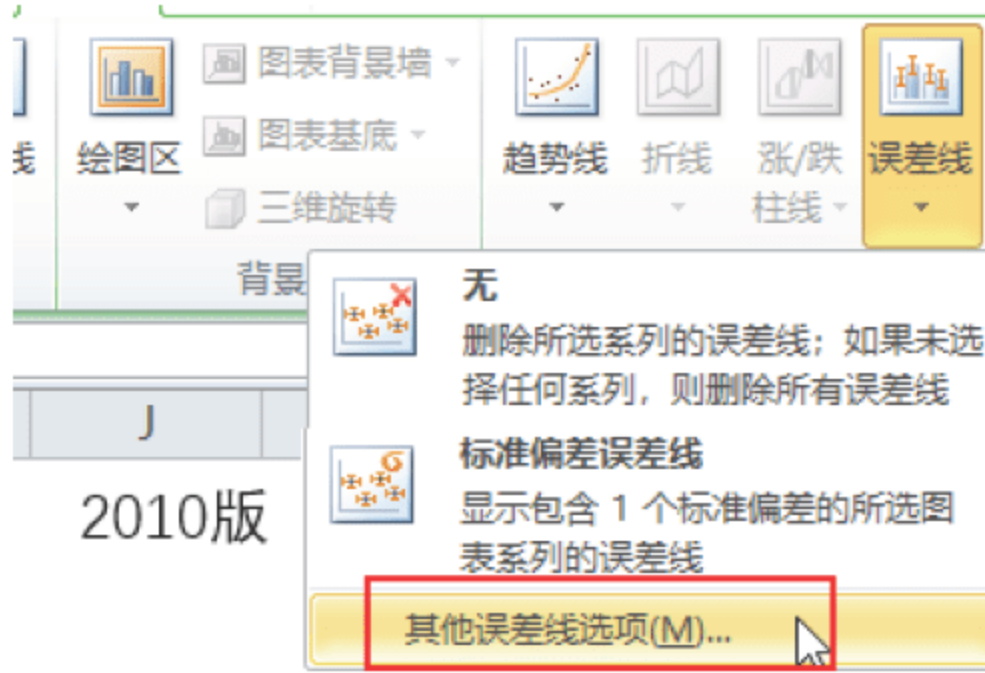 图表背景墙
图表基底
三维旋转
线
绘图区
背景
趋势线
折线
涨/跌
柱线
误差线
无
删除所选系列的误差线；如果未选
择任何系列，则删除所有误差线
J
标准偏差误差线
显示包含 1 个标准偏差的所选图
表系列的误差线
2010版
其他误差线选项(M)...